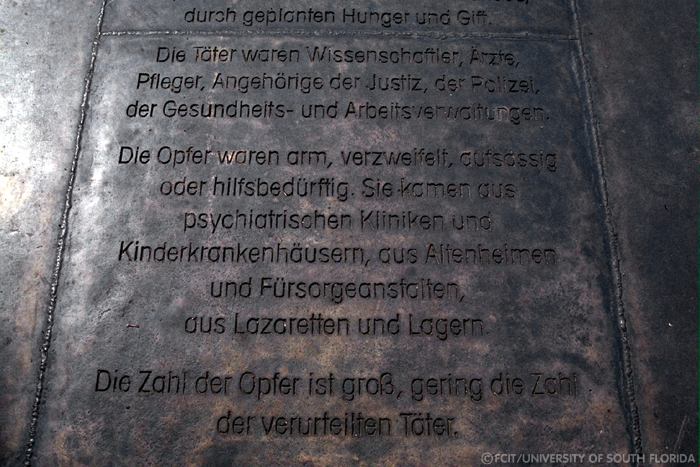 durch geplanten Hunger und Gift.
Die Täter waren Wissenschaftler, Ärzte,
Pfleger, Angehörige der Justiz, der Polizei,
der Gesundheits- und Arbeitsverwaltungen.
Die Opfer waren arm, verzweifelt, aufsässig
oder hilfsbedürftig. Sie kamen aus
psychiatrischen Kliniken und
Kinderkrankenhäusern, aus Altenheimen
und Fürsorgeanstalten,
aus Lazaretten und Lagern.
Die Zahl der Opfer ist groß, gering die Zahl
der verurteilten Täter.
©FCIT/UNIVERSITY OF SOUTH FLORIDA